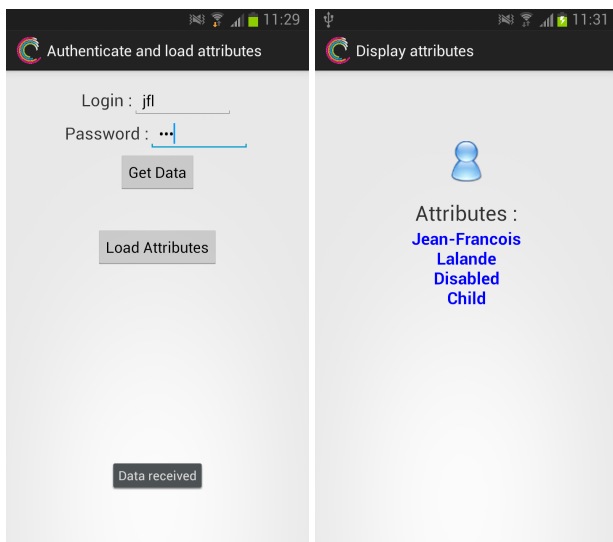 11:29
Authenticate and load attributes
Login : jfl
Password : •••
Get Data
Load Attributes
Data received
11:31
Display attributes
Attributes :
Jean-Francois
Lalande
Disabled
Child